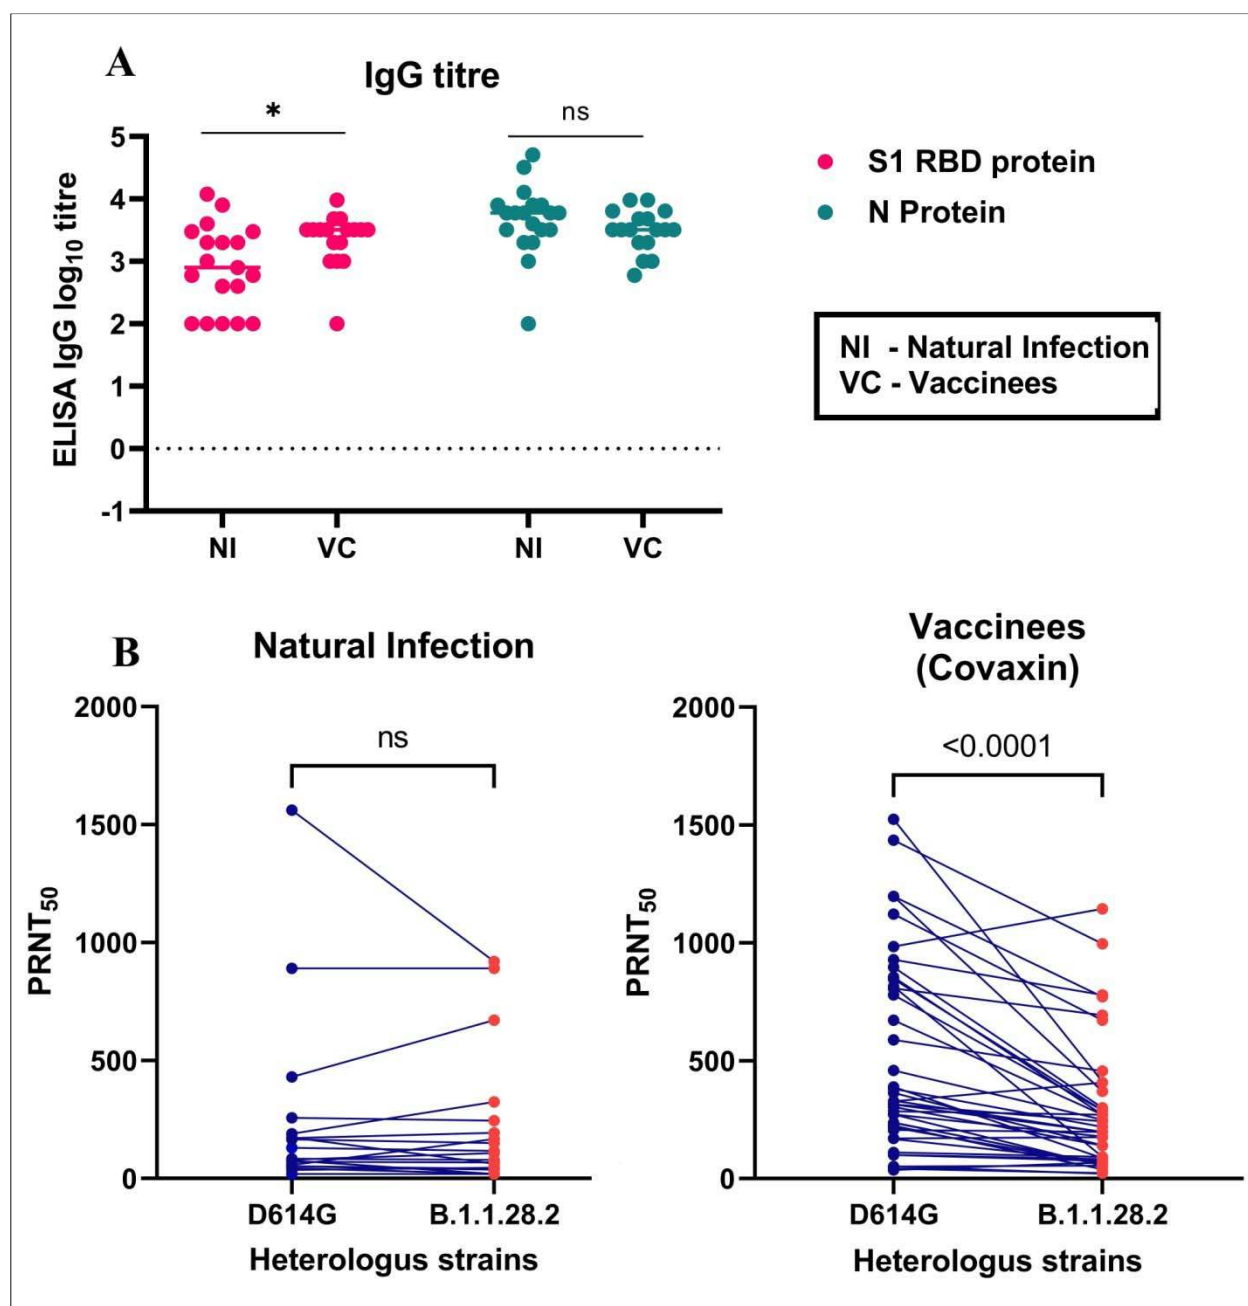 A
IgG titre
*
ns
5
4
3
2
1
0
-1
ELISA IgG log10 titre
NI
VC
NI
VC
S1 RBD protein
N Protein
NI - Natural Infection
VC - Vaccinees
B
Natural Infection
ns
2000
1500
1000
500
0
PRNT50
D614G
B.1.1.28.2
Heterologus strains
Vaccinees
(Covaxin)
<0.0001
2000
1500
1000
500
0
PRNT50
D614G
B.1.1.28.2
Heterologus strains